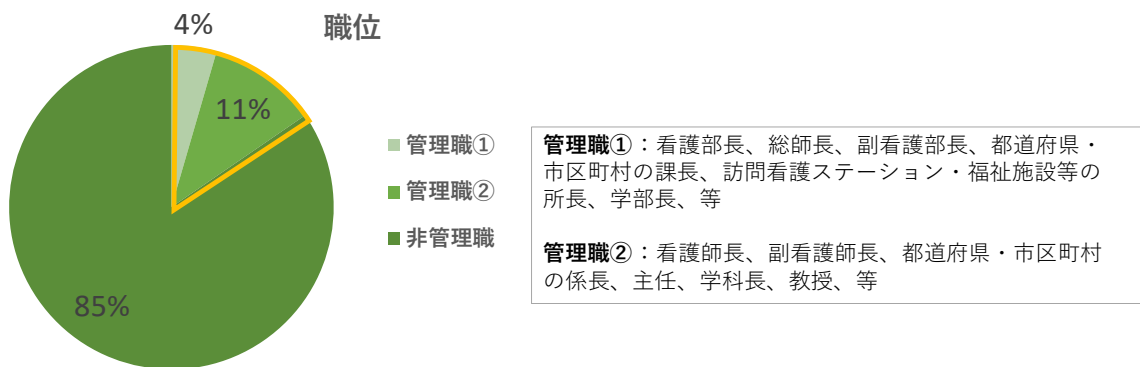 4%
職位
11%
85%
管理職①
管理職②
非管理職
管理職①：看護部長、総師長、副看護部長、都道府県・
市区町村の課長、訪問看護ステーション・福祉施設等の
所長、学部長、等
管理職②：看護師長、副看護師長、都道府県・市区町村
の係長、主任、学科長、教授、等